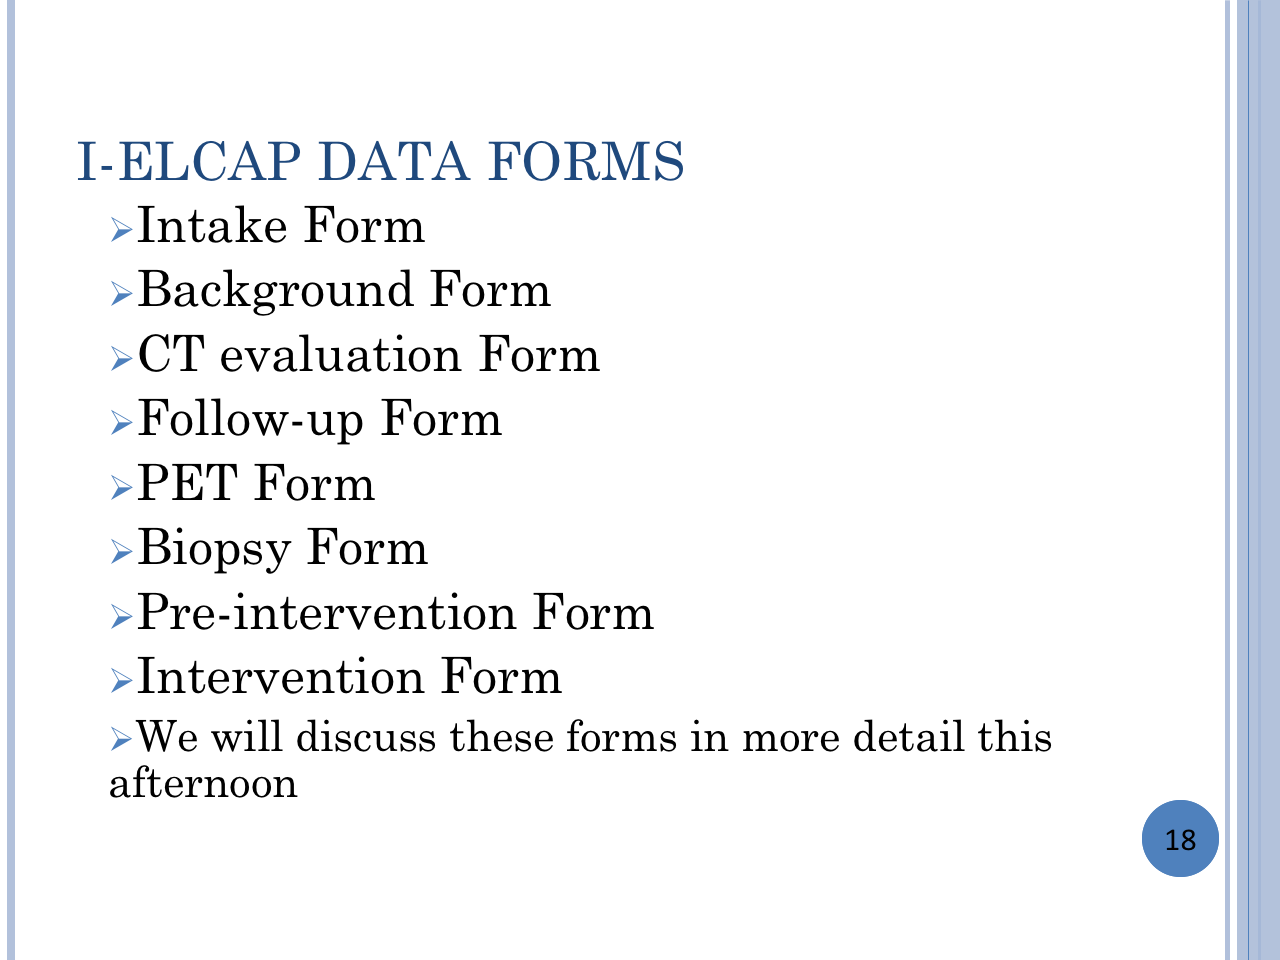 I-ELCAP DATA FORMS
➢Intake Form
➢Background Form
➢CT evaluation Form
➢Follow-up Form
➢PET Form
➢Biopsy Form
➢Pre-intervention Form
➢Intervention Form
➢We will discuss these forms in more detail this
afternoon
18